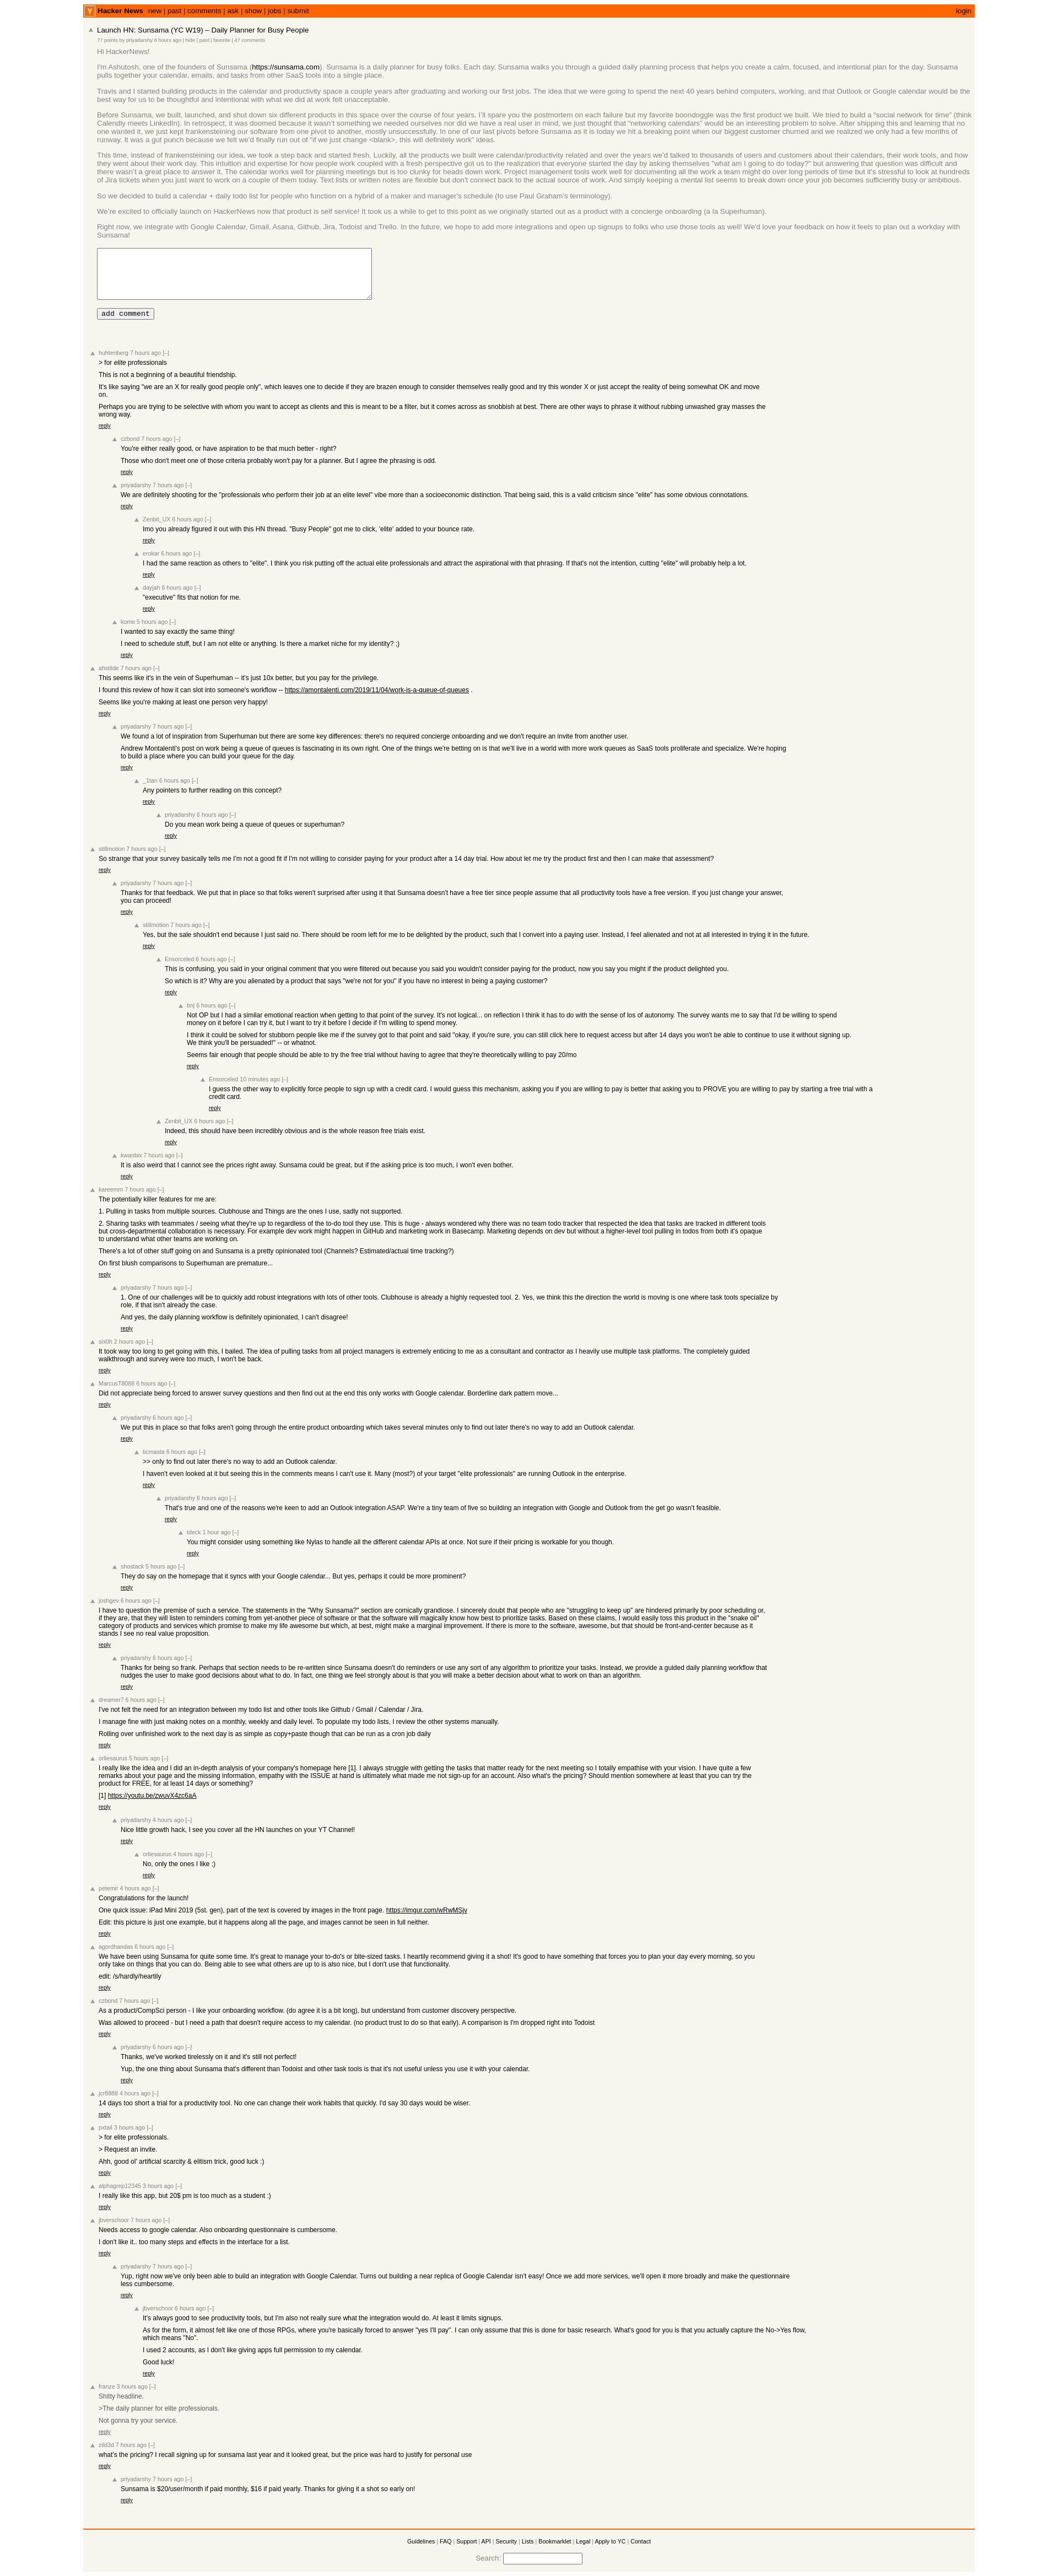 Y Hacker News new | past | comments | ask | show | jobs | submit login
Launch HN: Sunsama (YC W19) – Daily Planner for Busy People
77 points by priyadarshy 8 hours ago | hide | past | favorite | 47 comments
Hi HackerNews!
I'm Ashutosh, one of the founders of Sunsama (https://sunsama.com). Sunsama is a daily planner for busy folks. Each day, Sunsama walks you through a guided daily planning process that helps you create a calm, focused, and intentional plan for the day. Sunsama
pulls together your calendar, emails, and tasks from other SaaS tools into a single place.
Travis and I started building products in the calendar and productivity space a couple years after graduating and working our first jobs. The idea that we were going to spend the next 40 years behind computers, working, and that Outlook or Google calendar would be the
best way for us to be thoughtful and intentional with what we did at work felt unacceptable.
Before Sunsama, we built, launched, and shut down six different products in this space over the course of four years. I'll spare you the postmortem on each failure but my favorite boondoggle was the first product we built. We tried to build a "social network for time" (think
Calendly meets LinkedIn). In retrospect, it was doomed because it wasn't something we needed ourselves nor did we have a real user in mind, we just thought that "networking calendars" would be an interesting problem to solve. After shipping this and learning that no
one wanted it, we just kept frankensteining our software from one pivot to another, mostly unsuccessfully. In one of our last pivots before Sunsama as it is today we hit a breaking point when our biggest customer churned and we realized we only had a few months of
runway. It was a gut punch because we felt we'd finally run out of "if we just change <blank>, this will definitely work" ideas.
This time, instead of frankensteining our idea, we took a step back and started fresh. Luckily, all the products we built were calendar/productivity related and over the years we'd talked to thousands of users and customers about their calendars, their work tools, and how
they went about their work day. This intuition and expertise for how people work coupled with a fresh perspective got us to the realization that everyone started the day by asking themselves "what am I going to do today?" but answering that question was difficult and
there wasn't a great place to answer it. The calendar works well for planning meetings but is too clunky for heads down work. Project management tools work well for documenting all the work a team might do over long periods of time but it's stressful to look at hundreds
of Jira tickets when you just want to work on a couple of them today. Text lists or written notes are flexible but don't connect back to the actual source of work. And simply keeping a mental list seems to break down once your job becomes sufficiently busy or ambitious.
So we decided to build a calendar + daily todo list for people who function on a hybrid of a maker and manager's schedule (to use Paul Graham's terminology).
We're excited to officially launch on HackerNews now that product is self service! It took us a while to get to this point as we originally started out as a product with a concierge onboarding (a la Superhuman).
Right now, we integrate with Google Calendar, Gmail, Asana, Github, Jira, Todoist and Trello. In the future, we hope to add more integrations and open up signups to folks who use those tools as well! We'd love your feedback on how it feels to plan out a workday with
Sunsama!
add comment
huhtenberg 7 hours ago [–]
> for elite professionals
This is not a beginning of a beautiful friendship.
It's like saying "we are an X for really good people only", which leaves one to decide if they are brazen enough to consider themselves really good and try this wonder X or just accept the reality of being somewhat OK and move
on.
Perhaps you are trying to be selective with whom you want to accept as clients and this is meant to be a filter, but it comes across as snobbish at best. There are other ways to phrase it without rubbing unwashed gray masses the
wrong way.
reply
czbond 7 hours ago [–]
You're either really good, or have aspiration to be that much better - right?
Those who don't meet one of those criteria probably won't pay for a planner. But I agree the phrasing is odd.
reply
priyadarshy 7 hours ago [–]
We are definitely shooting for the "professionals who perform their job at an elite level" vibe more than a socioeconomic distinction. That being said, this is a valid criticism since "elite" has some obvious connotations.
reply
Zenbit_UX 6 hours ago [–]
Imo you already figured it out with this HN thread. "Busy People" got me to click, 'elite' added to your bounce rate.
reply
erokar 6 hours ago [–]
I had the same reaction as others to "elite". I think you risk putting off the actual elite professionals and attract the aspirational with that phrasing. If that's not the intention, cutting "elite" will probably help a lot.
reply
dayjah 6 hours ago [–]
"executive" fits that notion for me.
reply
kome 5 hours ago [–]
I wanted to say exactly the same thing!
I need to schedule stuff, but I am not elite or anything. Is there a market niche for my identity? ;)
reply
ahstilde 7 hours ago [–]
This seems like it's in the vein of Superhuman -- it's just 10x better, but you pay for the privilege.
I found this review of how it can slot into someone's workflow -- https://amontalenti.com/2019/11/04/work-is-a-queue-of-queues .
Seems like you're making at least one person very happy!
reply
priyadarshy 7 hours ago [–]
We found a lot of inspiration from Superhuman but there are some key differences: there's no required concierge onboarding and we don't require an invite from another user.
Andrew Montalenti's post on work being a queue of queues is fascinating in its own right. One of the things we're betting on is that we'll live in a world with more work queues as SaaS tools proliferate and specialize. We're hoping
to build a place where you can build your queue for the day.
reply
_1tan 6 hours ago [–]
Any pointers to further reading on this concept?
reply
priyadarshy 6 hours ago [–]
Do you mean work being a queue of queues or superhuman?
reply
stillmotion 7 hours ago [–]
So strange that your survey basically tells me I'm not a good fit if I'm not willing to consider paying for your product after a 14 day trial. How about let me try the product first and then I can make that assessment?
reply
priyadarshy 7 hours ago [–]
Thanks for that feedback. We put that in place so that folks weren't surprised after using it that Sunsama doesn't have a free tier since people assume that all productivity tools have a free version. If you just change your answer,
you can proceed!
reply
stillmotion 7 hours ago [–]
Yes, but the sale shouldn't end because I just said no. There should be room left for me to be delighted by the product, such that I convert into a paying user. Instead, I feel alienated and not at all interested in trying it in the future.
reply
Ensorceled 6 hours ago [–]
This is confusing, you said in your original comment that you were filtered out because you said you wouldn't consider paying for the product, now you say you might if the product delighted you.
So which is it? Why are you alienated by a product that says "we're not for you" if you have no interest in being a paying customer?
reply
bnj 6 hours ago [–]
Not OP but I had a similar emotional reaction when getting to that point of the survey. It's not logical... on reflection I think it has to do with the sense of los of autonomy. The survey wants me to say that I'd be willing to spend
money on it before I can try it, but I want to try it before I decide if I'm willing to spend money.
I think it could be solved for stubborn people like me if the survey got to that point and said "okay, if you're sure, you can still click here to request access but after 14 days you won't be able to continue to use it without signing up.
We think you'll be persuaded!" -- or whatnot.
Seems fair enough that people should be able to try the free trial without having to agree that they're theoretically willing to pay 20/mo
reply
Ensorceled 10 minutes ago [–]
I guess the other way to explicitly force people to sign up with a credit card. I would guess this mechanism, asking you if you are willing to pay is better that asking you to PROVE you are willing to pay by starting a free trial with a
credit card.
reply
Zenbit_UX 6 hours ago [–]
Indeed, this should have been incredibly obvious and is the whole reason free trials exist.
reply
kwanbix 7 hours ago [–]
It is also weird that I cannot see the prices right away. Sunsama could be great, but if the asking price is too much, I won't even bother.
reply
kareemm 7 hours ago [–]
The potentially killer features for me are:
1. Pulling in tasks from multiple sources. Clubhouse and Things are the ones I use, sadly not supported.
2. Sharing tasks with teammates / seeing what they're up to regardless of the to-do tool they use. This is huge - always wondered why there was no team todo tracker that respected the idea that tasks are tracked in different tools
but cross-departmental collaboration is necessary. For example dev work might happen in GitHub and marketing work in Basecamp. Marketing depends on dev but without a higher-level tool pulling in todos from both it's opaque
to understand what other teams are working on.
There's a lot of other stuff going on and Sunsama is a pretty opinionated tool (Channels? Estimated/actual time tracking?)
On first blush comparisons to Superhuman are premature...
reply
priyadarshy 7 hours ago [–]
1. One of our challenges will be to quickly add robust integrations with lots of other tools. Clubhouse is already a highly requested tool. 2. Yes, we think this the direction the world is moving is one where task tools specialize by
role, if that isn't already the case.
And yes, the daily planning workflow is definitely opinionated, I can't disagree!
reply
six0h 2 hours ago [–]
It took way too long to get going with this, I bailed. The idea of pulling tasks from all project managers is extremely enticing to me as a consultant and contractor as I heavily use multiple task platforms. The completely guided
walkthrough and survey were too much, I won't be back.
reply
MarcusT8088 6 hours ago [–]
Did not appreciate being forced to answer survey questions and then find out at the end this only works with Google calendar. Borderline dark pattern move...
reply
priyadarshy 6 hours ago [–]
We put this in place so that folks aren't going through the entire product onboarding which takes several minutes only to find out later there's no way to add an Outlook calendar.
reply
ticmasta 6 hours ago [–]
>> only to find out later there's no way to add an Outlook calendar.
I haven't even looked at it but seeing this in the comments means I can't use it. Many (most?) of your target "elite professionals" are running Outlook in the enterprise.
reply
priyadarshy 6 hours ago [–]
That's true and one of the reasons we're keen to add an Outlook integration ASAP. We're a tiny team of five so building an integration with Google and Outlook from the get go wasn't feasible.
reply
tdeck 1 hour ago [–]
You might consider using something like Nylas to handle all the different calendar APIs at once. Not sure if their pricing is workable for you though.
reply
shostack 5 hours ago [–]
They do say on the homepage that it syncs with your Google calendar... But yes, perhaps it could be more prominent?
reply
joshgev 6 hours ago [–]
I have to question the premise of such a service. The statements in the "Why Sunsama?" section are comically grandiose. I sincerely doubt that people who are "struggling to keep up" are hindered primarily by poor scheduling or,
if they are, that they will listen to reminders coming from yet-another piece of software or that the software will magically know how best to prioritize tasks. Based on these claims, I would easily toss this product in the "snake oil"
category of products and services which promise to make my life awesome but which, at best, might make a marginal improvement. If there is more to the software, awesome, but that should be front-and-center because as it
stands I see no real value proposition.
reply
priyadarshy 6 hours ago [–]
Thanks for being so frank. Perhaps that section needs to be re-written since Sunsama doesn't do reminders or use any sort of any algorithm to prioritize your tasks. Instead, we provide a guided daily planning workflow that
nudges the user to make good decisions about what to do. In fact, one thing we feel strongly about is that you will make a better decision about what to work on than an algorithm.
reply
dreamer7 6 hours ago [–]
I've not felt the need for an integration between my todo list and other tools like Github / Gmail / Calendar / Jira.
I manage fine with just making notes on a monthly, weekly and daily level. To populate my todo lists, I review the other systems manually.
Rolling over unfinished work to the next day is as simple as copy+paste though that can be run as a cron job daily
reply
orliesaurus 5 hours ago [–]
I really like the idea and I did an in-depth analysis of your company's homepage here [1]. I always struggle with getting the tasks that matter ready for the next meeting so I totally empathise with your vision. I have quite a few
remarks about your page and the missing infomation, empathy with the ISSUE at hand is ultimately what made me not sign-up for an account. Also what's the pricing? Should mention somewhere at least that you can try the
product for FREE, for at least 14 days or something?
[1] https://youtu.be/zwuvX4zc6aA
reply
priyadarshy 4 hours ago [–]
Nice little growth hack, I see you cover all the HN launches on your YT Channel!
reply
orliesaurus 4 hours ago [–]
No, only the ones I like ;)
reply
petemir 4 hours ago [–]
Congratulations for the launch!
One quick issue: iPad Mini 2019 (5st. gen), part of the text is covered by images in the front page. https://imgur.com/wRwMSjv
Edit: this picture is just one example, but it happens along all the page, and images cannot be seen in full neither.
reply
agordhandas 6 hours ago [–]
We have been using Sunsama for quite some time. It's great to manage your to-do's or bite-sized tasks. I heartily recommend giving it a shot! It's good to have something that forces you to plan your day every morning, so you
only take on things that you can do. Being able to see what others are up to is also nice, but I don't use that functionality.
edit: /s/hardly/heartily
reply
czbond 7 hours ago [–]
As a product/CompSci person - I like your onboarding workflow. (do agree it is a bit long), but understand from customer discovery perspective.
Was allowed to proceed - but I need a path that doesn't require access to my calendar. (no product trust to do so that early). A comparison is I'm dropped right into Todoist
reply
priyadarshy 6 hours ago [–]
Thanks, we've worked tirelessly on it and it's still not perfect!
Yup, the one thing about Sunsama that's different than Todoist and other task tools is that it's not useful unless you use it with your calendar.
reply
jcr8888 4 hours ago [–]
14 days too short a trial for a productivity tool. No one can change their work habits that quickly. I'd say 30 days would be wiser.
reply
pxtail 3 hours ago [–]
> for elite professionals.
> Request an invite.
Ahh, good ol' artificial scarcity & elitism trick, good luck :)
reply
alphagrep12345 3 hours ago [–]
I really like this app, but 20$ pm is too much as a student :)
reply
jbverschoor 7 hours ago [–]
Needs access to google calendar. Also onboarding questionnaire is cumbersome.
I don't like it.. too many steps and effects in the interface for a list.
reply
priyadarshy 7 hours ago [–]
Yup, right now we've only been able to build an integration with Google Calendar. Turns out building a near replica of Google Calendar isn't easy! Once we add more services, we'll open it more broadly and make the questionnaire
less cumbersome.
reply
jbverschoor 6 hours ago [–]
It's always good to see productivity tools, but I'm also not really sure what the integration would do. At least it limits signups.
As for the form, it almost felt like one of those RPGs, where you're basically forced to answer "yes I'll pay". I can only assume that this is done for basic research. What's good for you is that you actually capture the No->Yes flow,
which means "No".
I used 2 accounts, as I don't like giving apps full permission to my calendar.
Good luck!
reply
franze 3 hours ago [–]
Shitty headline.
>The daily planner for elite professionals.
Not gonna try your service.
reply
zild3d 7 hours ago [–]
what's the pricing? I recall signing up for sunsama last year and it looked great, but the price was hard to justify for personal use
reply
priyadarshy 7 hours ago [–]
Sunsama is $20/user/month if paid monthly, $16 if paid yearly. Thanks for giving it a shot so early on!
reply
Guidelines | FAQ | Support | API | Security | Lists | Bookmarklet | Legal | Apply to YC | Contact
Search: